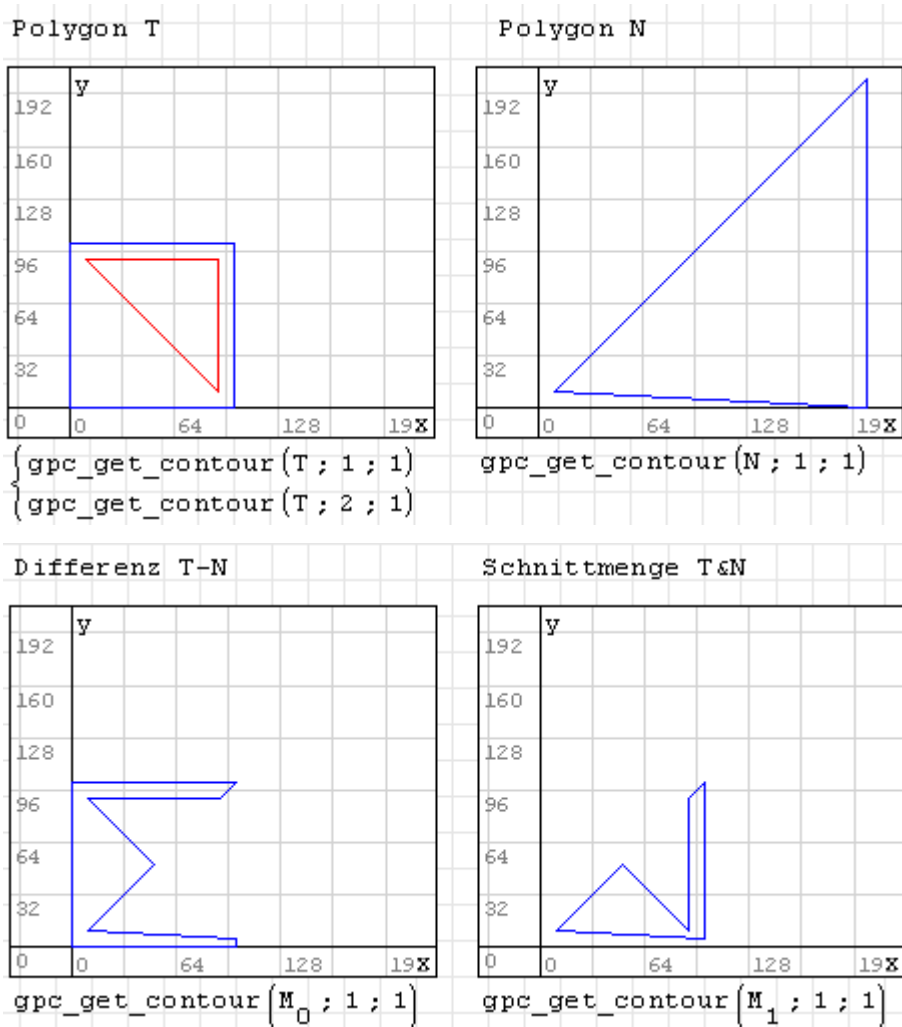 Polygon T
Polygon N
y
192
160
128
96
64
32
0
0 64 128 19x
y
192
160
128
96
64
32
0
0 64 128 19x
gpc_get_contour(T ; 1 ; 1)
gpc_get_contour(T ; 2 ; 1)
gpc_get_contour(N ; 1 ; 1)
Differenz T-N
Schnittmenge T&N
y
192
160
128
96
64
32
0
0 64 128 19x
y
192
160
128
96
64
32
0
0 64 128 19x
gpc_get_contour(M_0 ; 1 ; 1)
gpc_get_contour(M_1 ; 1 ; 1)